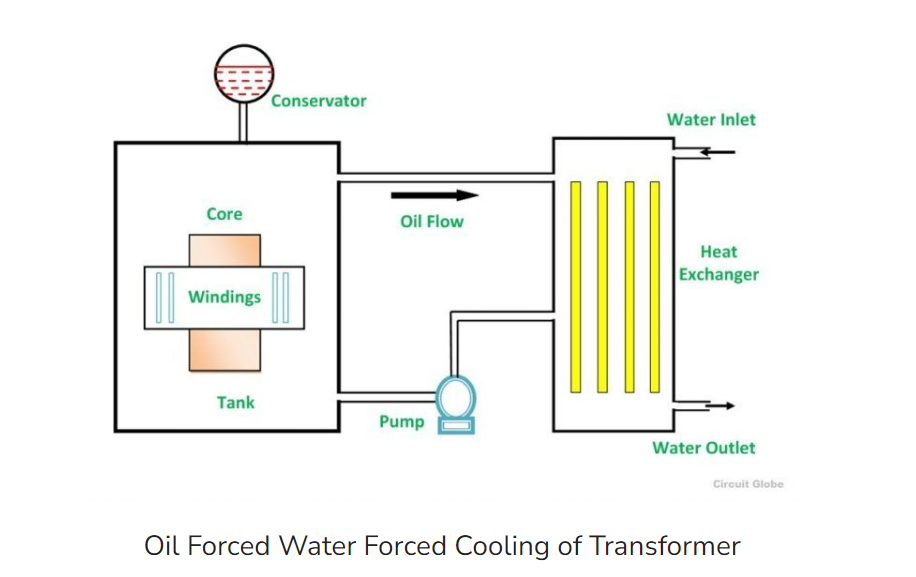 Conservator
Water Inlet
Core
Oil Flow
Heat
Exchanger
Windings
Tank
Pump
Water Outlet
Circuit Globe
Oil Forced Water Forced Cooling of Transformer